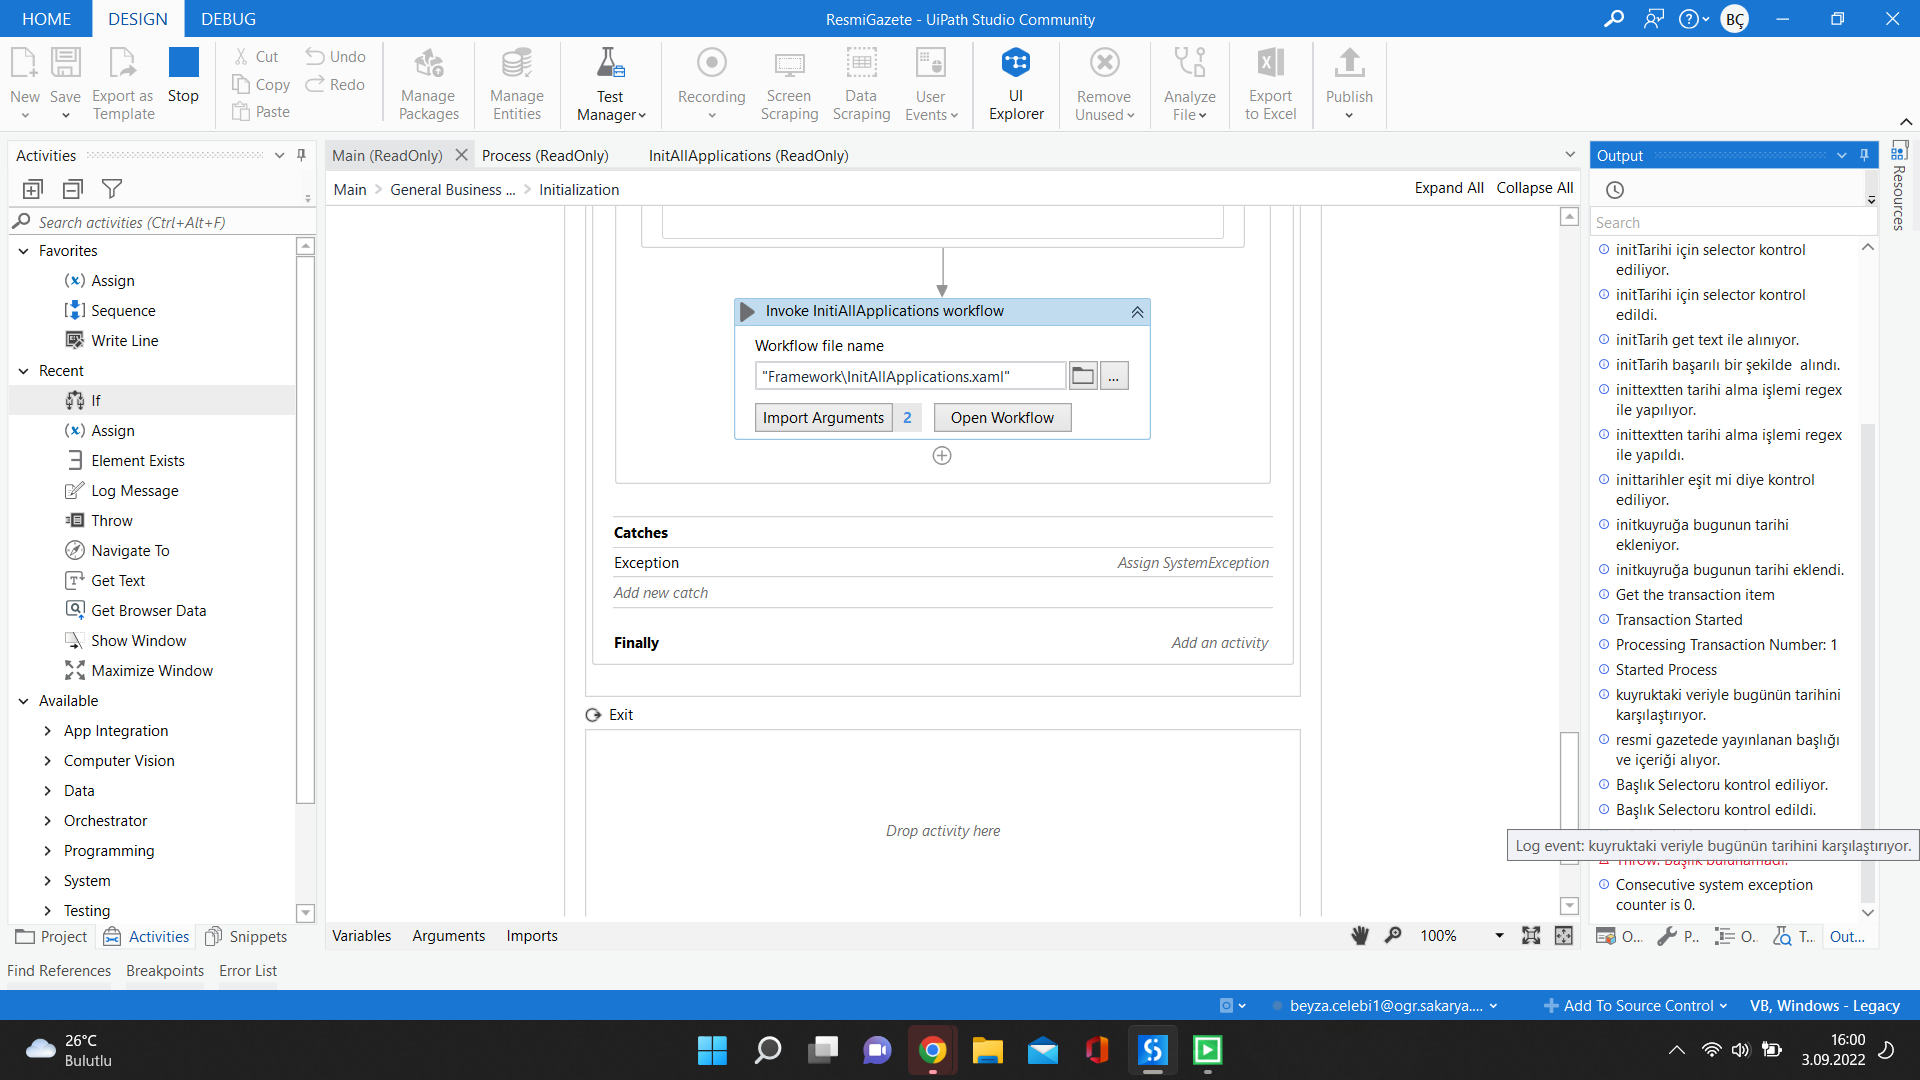 HOME DESIGN DEBUG
ResmiGazete - UiPath Studio Community
BÇ
New
Save
Export as
Template
Stop
Cut
Copy
Paste
Undo
Redo
Manage
Packages
Manage
Entities
Test
Manager
Recording
Screen
Scraping
Data
Scraping
User
Events
UI
Explorer
Remove
Unused
Analyze
File
Export
to Excel
Publish
Activities
Search activities (Ctrl+Alt+F)
Favorites
Assign
Sequence
Write Line
Recent
If
Assign
Element Exists
Log Message
Throw
Navigate To
Get Text
Get Browser Data
Show Window
Maximize Window
Available
App Integration
Computer Vision
Data
Orchestrator
Programming
System
Testing
Project Activities Snippets
Main (ReadOnly) Process (ReadOnly) InitAllApplications (ReadOnly)
Main > General Business ... > Initialization
Expand All Collapse All
Invoke InitiAllApplications workflow
Workflow file name
"Framework\InitAllApplications.xaml"
...
Import Arguments 2 Open Workflow
Catches
Exception Assign SystemException
Add new catch
Finally Add an activity
Exit
Drop activity here
Variables Arguments Imports
100%
Output
Resources
Search
initTarihi için selector kontrol
ediliyor.
initTarihi için selector kontrol
edildi.
initTarih get text ile alınıyor.
initTarih başarılı bir şekilde alındı.
inittextten tarihi alma işlemi regex
ile yapılıyor.
inittextten tarihi alma işlemi regex
ile yapıldı.
inittarihler eşit mi diye kontrol
ediliyor.
initkuyruğa bugunun tarihi
ekleniyor.
initkuyruğa bugunun tarihi eklendi.
Get the transaction item
Transaction Started
Processing Transaction Number: 1
Started Process
kuyruktaki veriyle bugünün tarihini
karşılaştırıyor.
resmi gazetede yayınlanan başlığı
ve içeriği alıyor.
Başlık Selectoru kontrol ediliyor.
Başlık Selectoru kontrol edildi.
Log event: kuyruktaki veriyle bugünün tarihini karşılaştırıyor.
Throw: Başlık bulunamadı.
Consecutive system exception
counter is 0.
O... P.. O.. T... Out...
Find References Breakpoints Error List
beyza.celebi1@ogr.sakarya.... Add To Source Control VB, Windows - Legacy
26°C
Bulutlu
16:00
3.09.2022